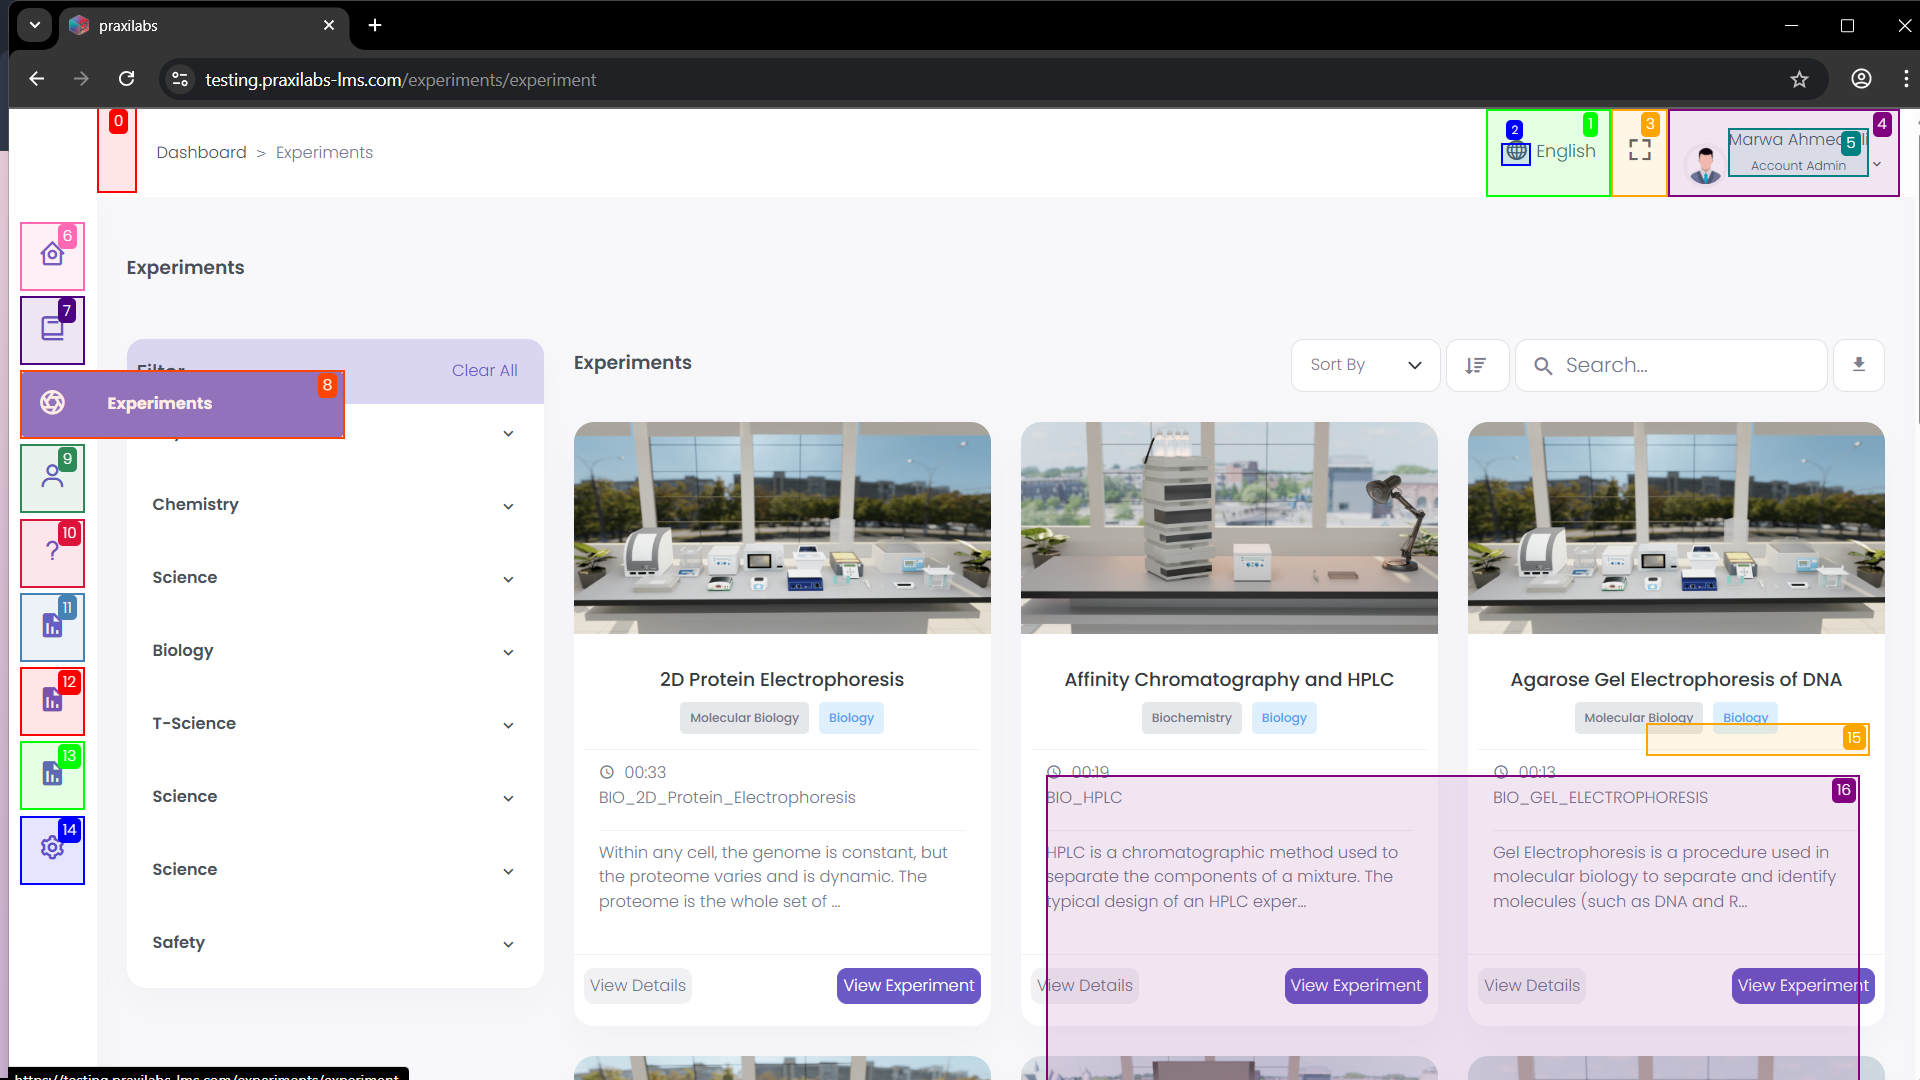 praxilabs
testing.praxilabs-lms.com/experiments/experiment
0
Dashboard > Experiments
1
2
English
3
4
Marwa Ahmed
5
Account Admin
6
7
8
Experiments
9
10
11
12
13
14
Experiments
Filter
Clear All
Chemistry
Science
Biology
T-Science
Science
Science
Safety
Experiments
Sort By
Search...
2D Protein Electrophoresis
Molecular Biology
Biology
00:33
BIO_2D_Protein_Electrophoresis
Within any cell, the genome is constant, but
the proteome varies and is dynamic. The
proteome is the whole set of ...
View Details
View Experiment
Affinity Chromatography and HPLC
Biochemistry
Biology
00:19
BIO_HPLC
HPLC is a chromatographic method used to
separate the components of a mixture. The
typical design of an HPLC exper...
View Details
View Experiment
Agarose Gel Electrophoresis of DNA
Molecular Biology
Biology
15
00:13
16
BIO_GEL_ELECTROPHORESIS
Gel Electrophoresis is a procedure used in
molecular biology to separate and identify
molecules (such as DNA and R...
View Details
View Experiment
https://testing.praxilabs-lms.com/experiments/experiment